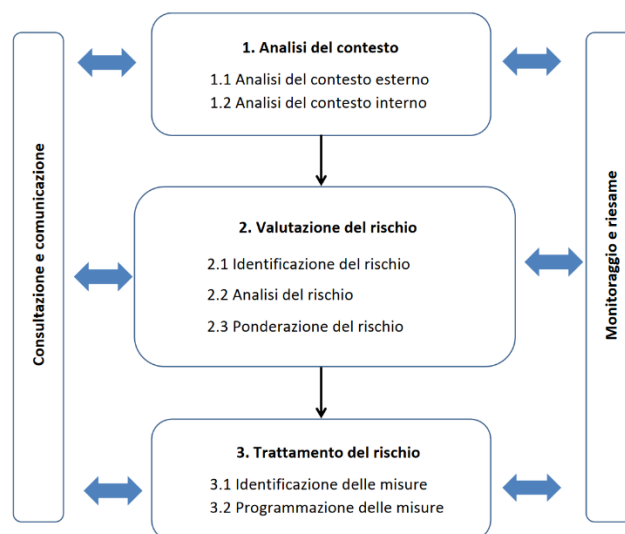 1. Analisi del contesto
1.1 Analisi del contesto esterno
1.2 Analisi del contesto interno
Consultazione e comunicazione
2. Valutazione del rischio
2.1 Identificazione del rischio
2.2 Analisi del rischio
2.3 Ponderazione del rischio
Monitoraggio e riesame
3. Trattamento del rischio
3.1 Identificazione delle misure
3.2 Programmazione delle misure